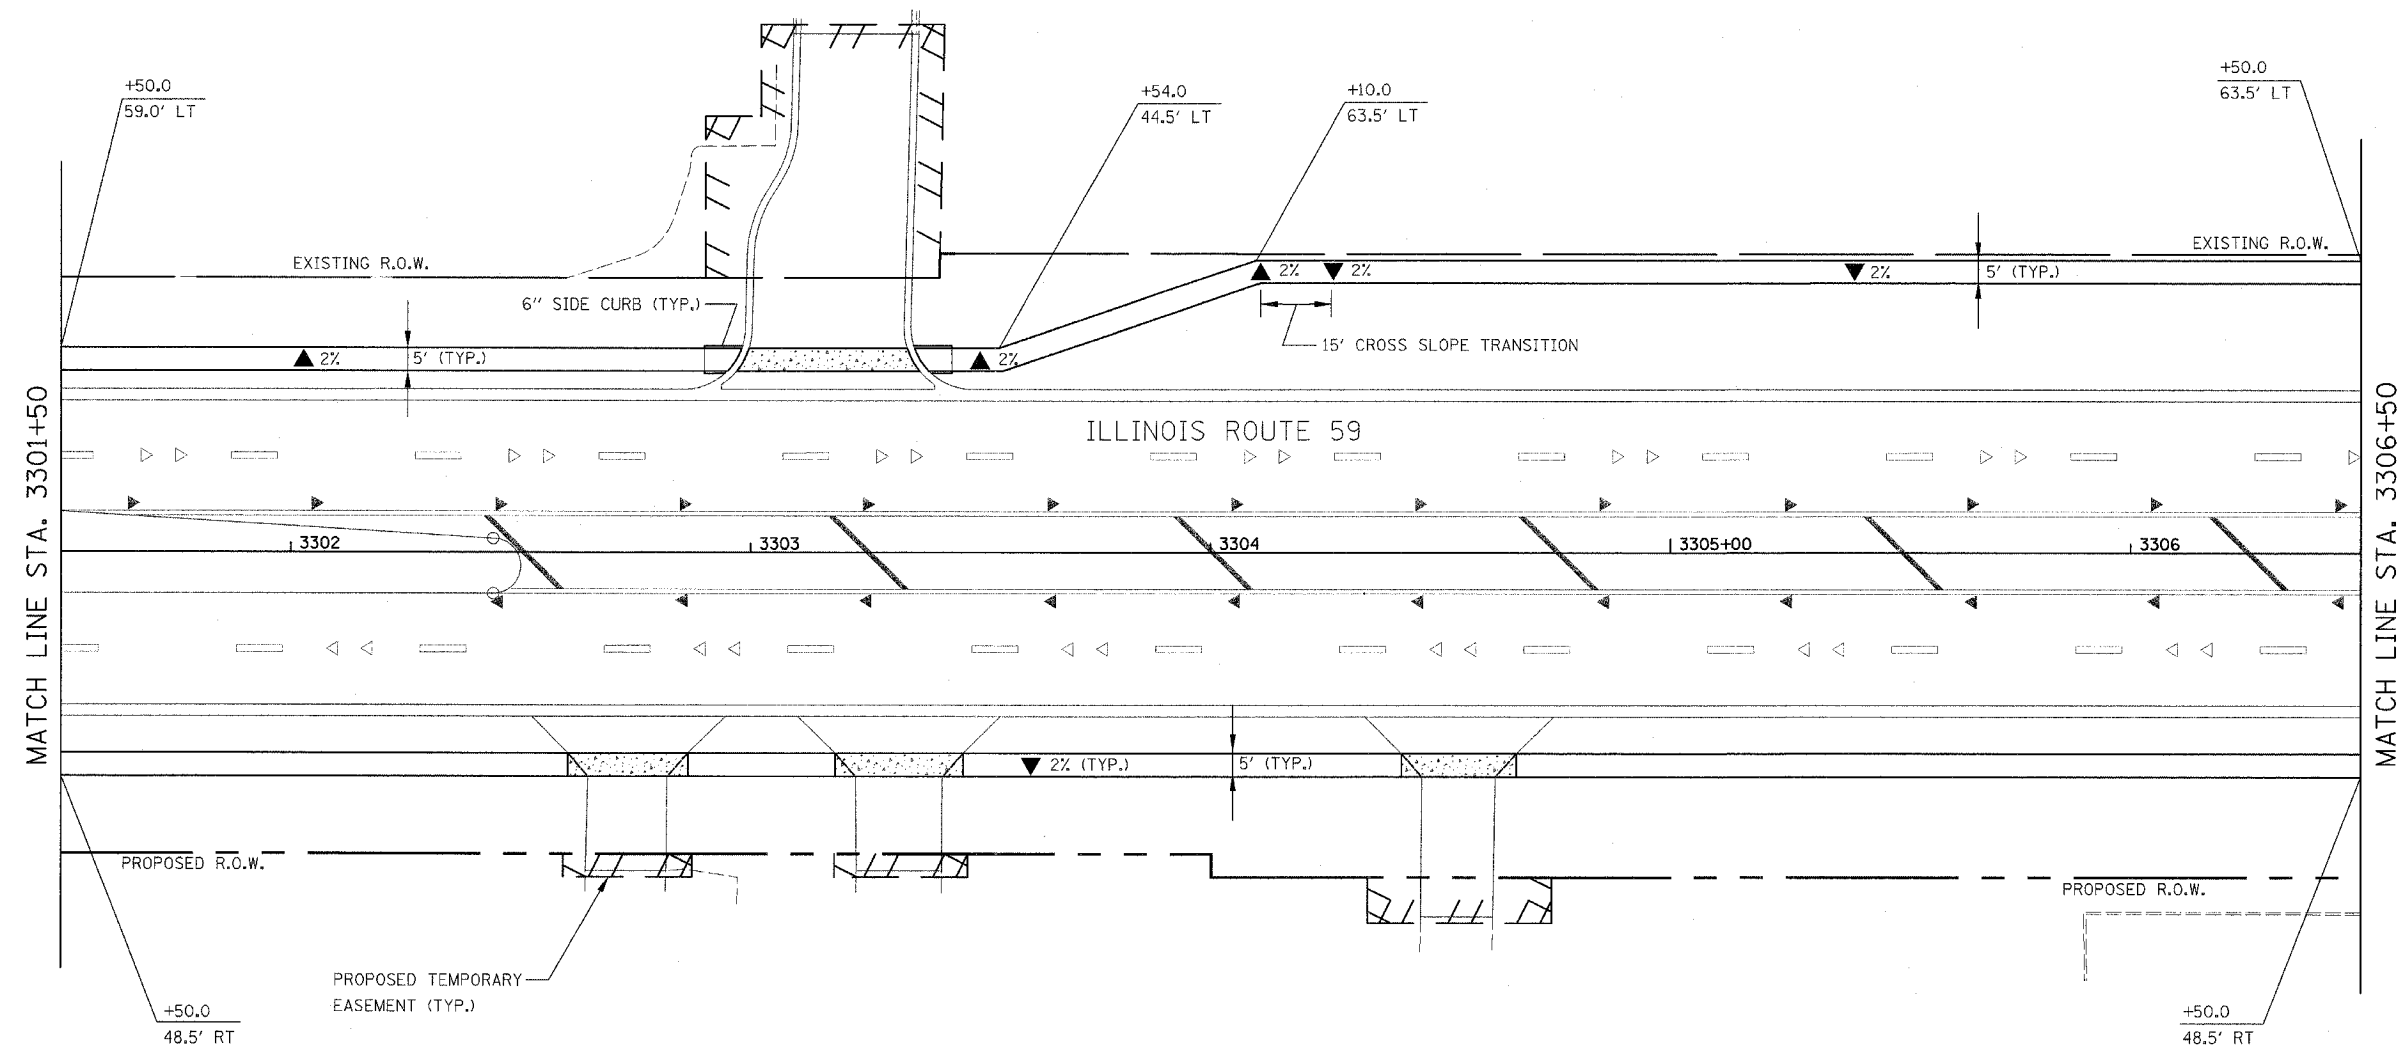 +50.0
59.0' LT
+54.0
44.5' LT
+10.0
63.5' LT
+50.0
63.5' LT
EXISTING R.O.W.
EXISTING R.O.W.
2%
2%
2%
5' (TYP.)
6'' SIDE CURB (TYP.)
15' CROSS SLOPE TRANSITION
2%
5' (TYP.)
2%
MATCH LINE STA. 3301+50
MATCH LINE STA. 3306+50
ILLINOIS ROUTE 59
3302
3303
3304
3305+00
3306
2% (TYP.)
5' (TYP.)
PROPOSED R.O.W.
PROPOSED R.O.W.
PROPOSED TEMPORARY
EASEMENT (TYP.)
+50.0
48.5' RT
+50.0
48.5' RT